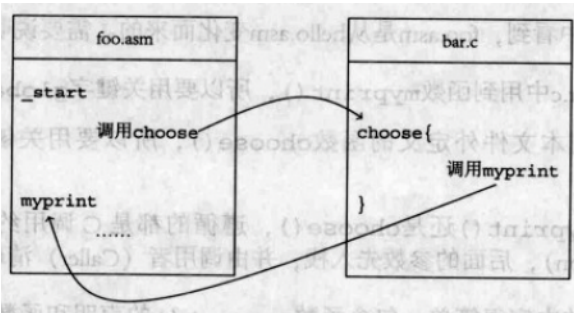 foo.asm
bar.c
_start
调用choose
choose{
调用myprint
}
myprint
……